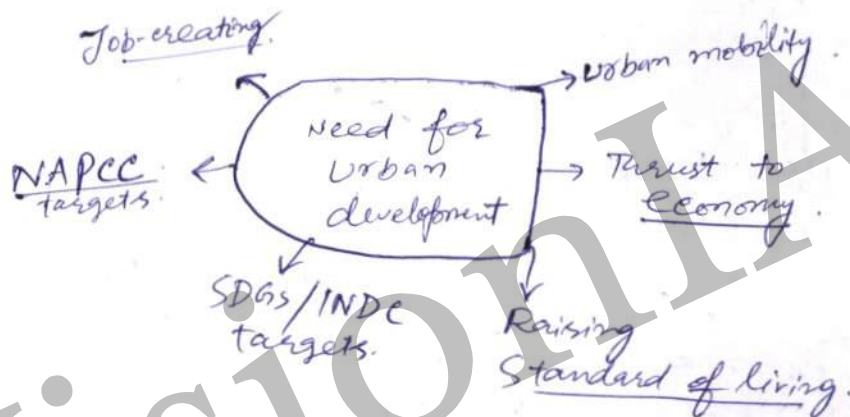 Job-creating.
Urban mobility.
Need for
Urban
development
NAPCC
targets.
Thrust to
economy.
SDGs/INDC
targets.
Raising
Standard of living.
VisionIA